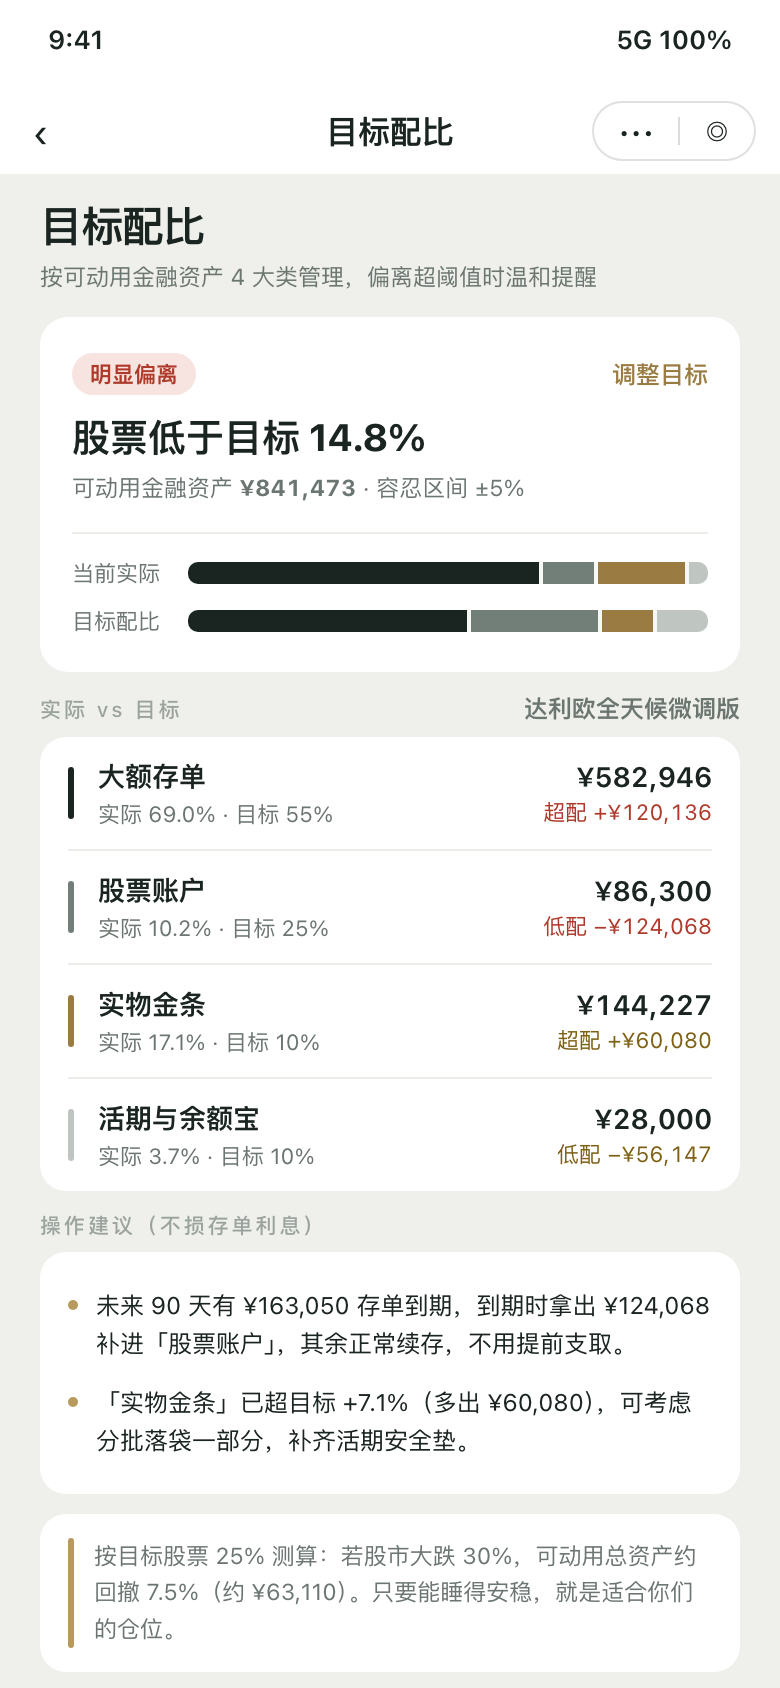 9:41
5G 100%
‹
目标配比
··· ◎
目标配比
按可动用金融资产 4 大类管理，偏离超阈值时温和提醒
明显偏离
调整目标
股票低于目标 14.8%
可动用金融资产 ¥841,473 · 容忍区间 ±5%
当前实际
目标配比
实际 vs 目标
达利欧全天候微调版
大额存单
¥582,946
实际 69.0% · 目标 55%
超配 +¥120,136
股票账户
¥86,300
实际 10.2% · 目标 25%
低配 −¥124,068
实物金条
¥144,227
实际 17.1% · 目标 10%
超配 +¥60,080
活期与余额宝
¥28,000
实际 3.7% · 目标 10%
低配 −¥56,147
操作建议（不损存单利息）
未来 90 天有 ¥163,050 存单到期，到期时拿出 ¥124,068
补进「股票账户」，其余正常续存，不用提前支取。
「实物金条」已超目标 +7.1%（多出 ¥60,080），可考虑
分批落袋一部分，补齐活期安全垫。
按目标股票 25% 测算：若股市大跌 30%，可动用总资产约
回撤 7.5%（约 ¥63,110）。只要能睡得安稳，就是适合你们
的仓位。